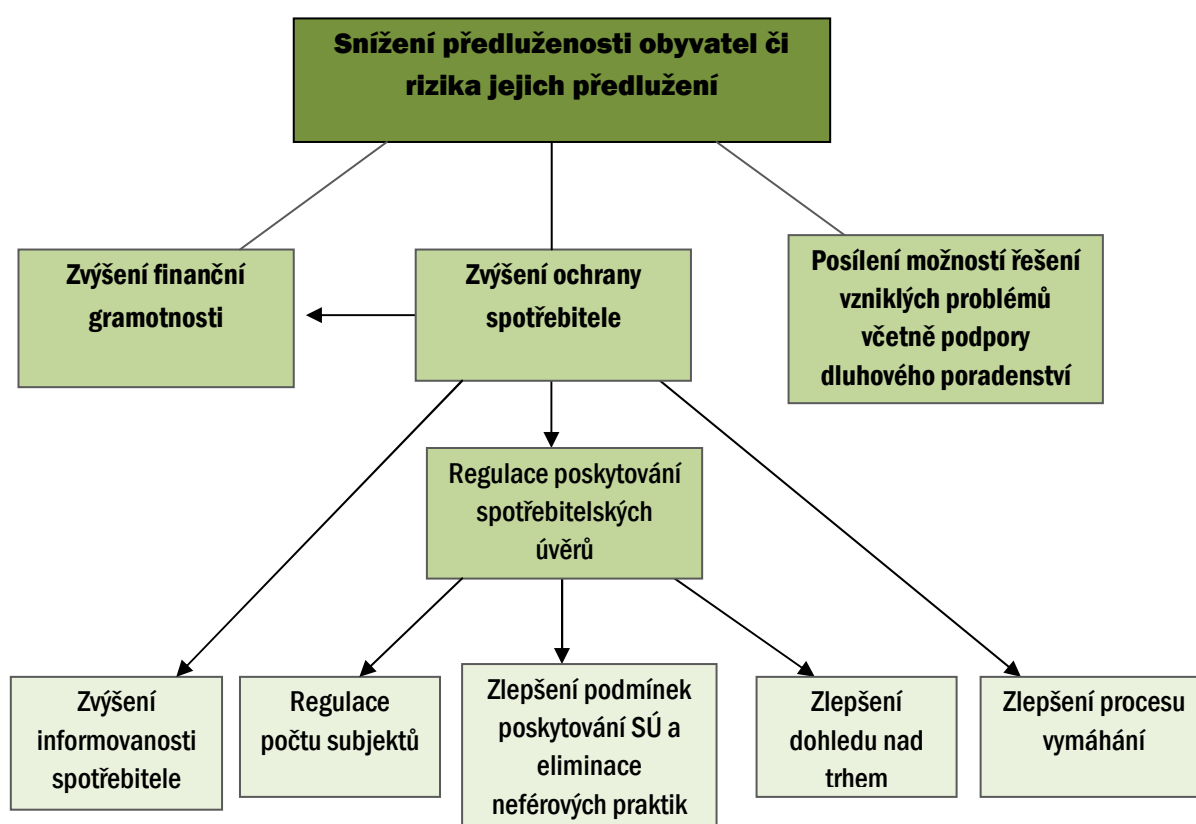 Snížení předluženosti obyvatel či
rizika jejich předlužení
Zvýšení finanční
gramotnosti
Zvýšení ochrany
spotřebitele
Posílení možností řešení
vzniklých problémů
včetně podpory
dluhového poradenství
Regulace poskytování
spotřebitelských
úvěrů
Zvýšení
informovanosti
spotřebitele
Regulace
počtu subjektů
Zlepšení podmínek
poskytování SÚ a
eliminace
neférových praktik
Zlepšení
dohledu nad
trhem
Zlepšení procesu
vymáhání